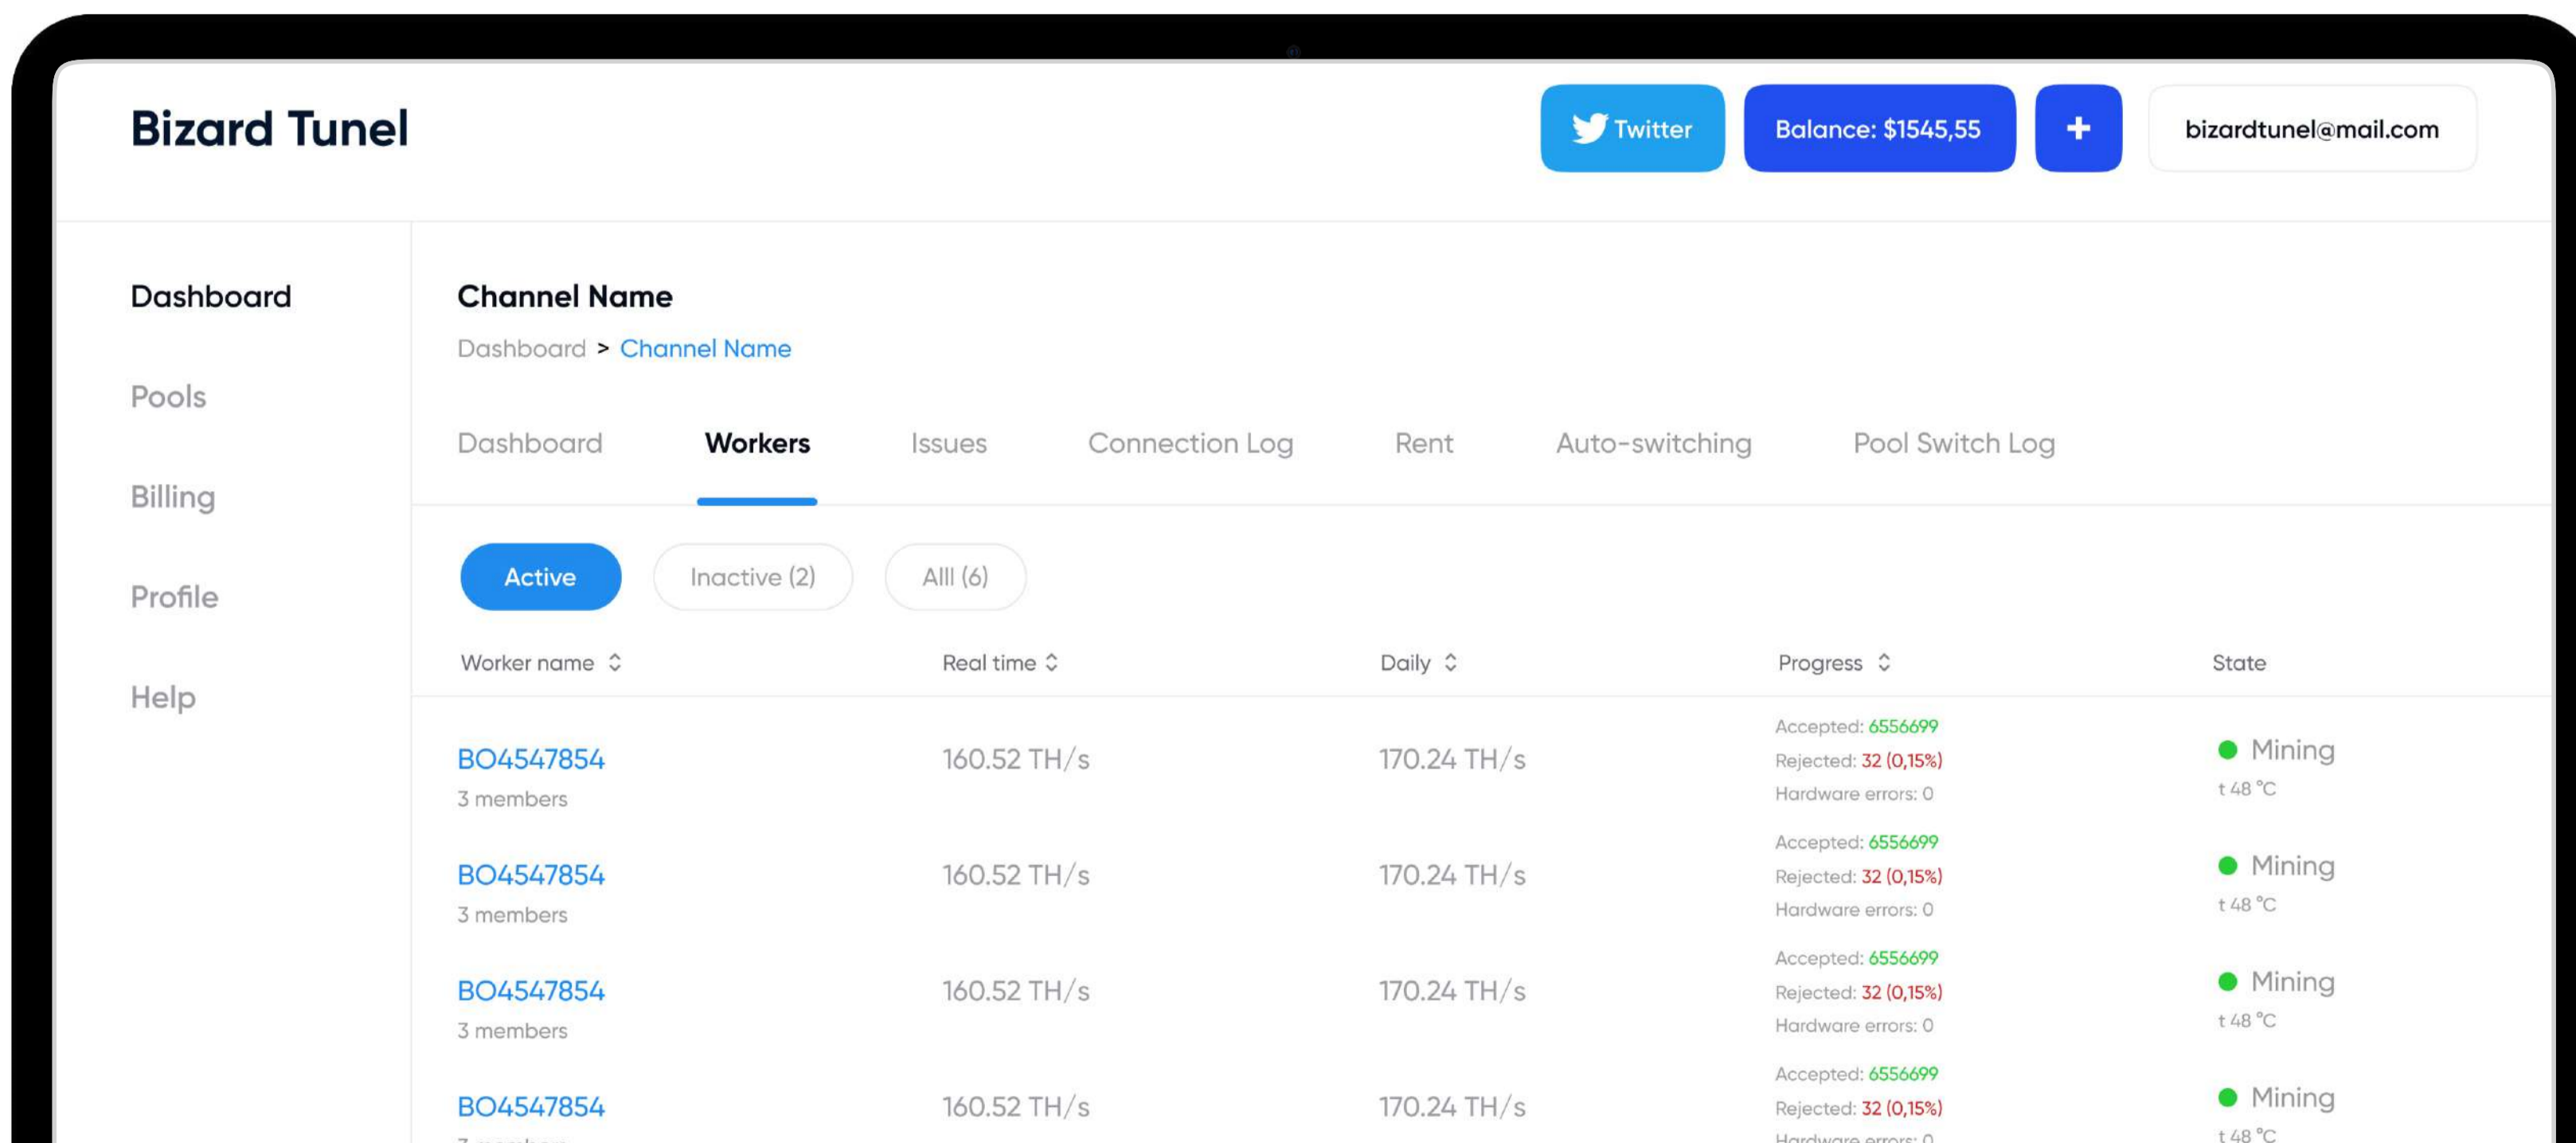 Bizard Tunel
Twitter
Balance: $1545,55
+
bizardtunel@mail.com
Dashboard
Pools
Billing
Profile
Help
Channel Name
Dashboard > Channel Name
Dashboard Workers Issues Connection Log Rent Auto-switching Pool Switch Log
Active Inactive (2) Alll (6)
Worker name Real time Daily Progress State
BO4547854
3 members
160.52 TH/s
170.24 TH/s
Accepted: 6556699
Rejected: 32 (0,15%)
Hardware errors: 0
Mining
t 48 °C
BO4547854
3 members
160.52 TH/s
170.24 TH/s
Accepted: 6556699
Rejected: 32 (0,15%)
Hardware errors: 0
Mining
t 48 °C
BO4547854
3 members
160.52 TH/s
170.24 TH/s
Accepted: 6556699
Rejected: 32 (0,15%)
Hardware errors: 0
Mining
t 48 °C
BO4547854
3 members
160.52 TH/s
170.24 TH/s
Accepted: 6556699
Rejected: 32 (0,15%)
Hardware errors: 0
Mining
t 48 °C